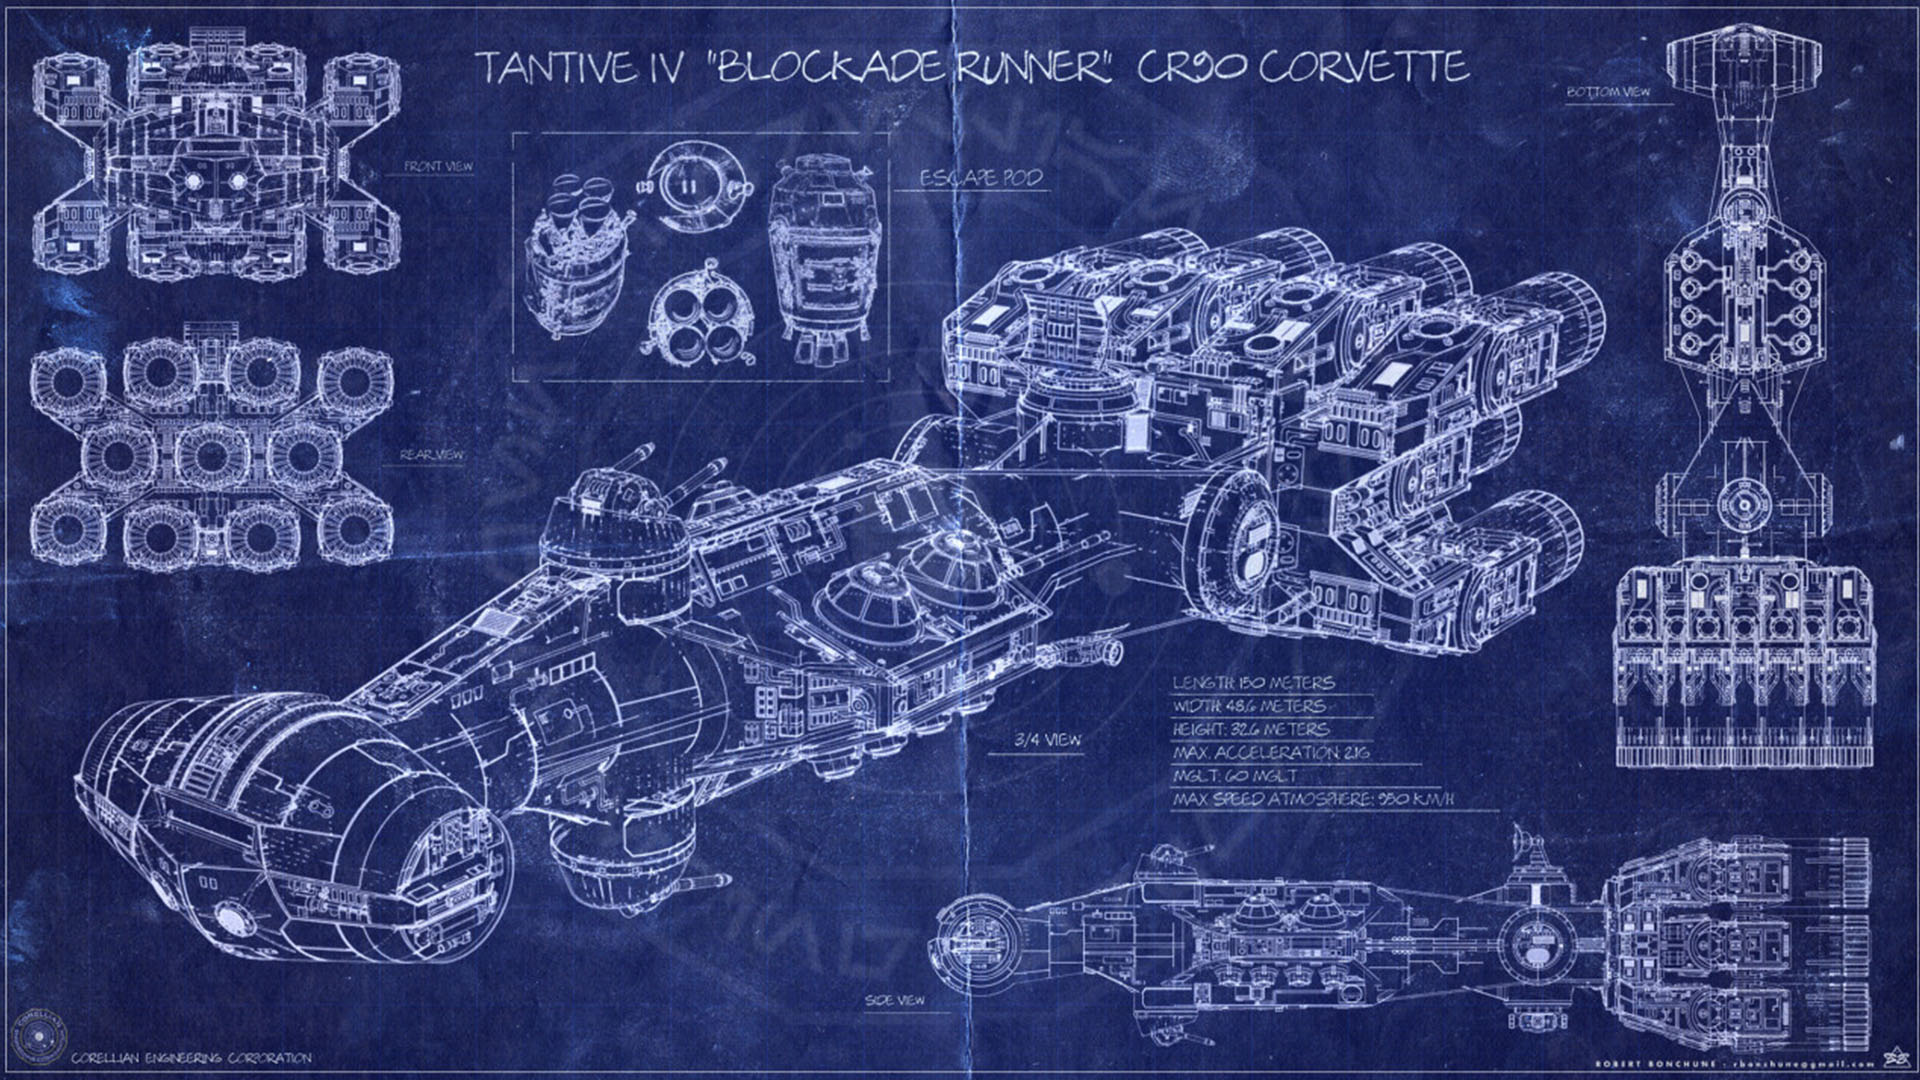 TANTIVE IV "BLOCKADE RUNNER" CR90 CORVETTE
BOTTOM VIEW
FRONT VIEW
ESCAPE POD
REAR VIEW
3/4 VIEW
LENGTH: 150 METERS
WIDTH: 48.6 METERS
HEIGHT: 32.6 METERS
MAX. ACCELERATION: 2.1G
MGLT: 60 MGLT
MAX SPEED ATMOSPHERE: 950 KM/H
SIDE VIEW
CORELLIAN
CORELLIAN ENGINEERING CORPORATION
ROBERT BONCHUNE - rbonchune@gmail.com